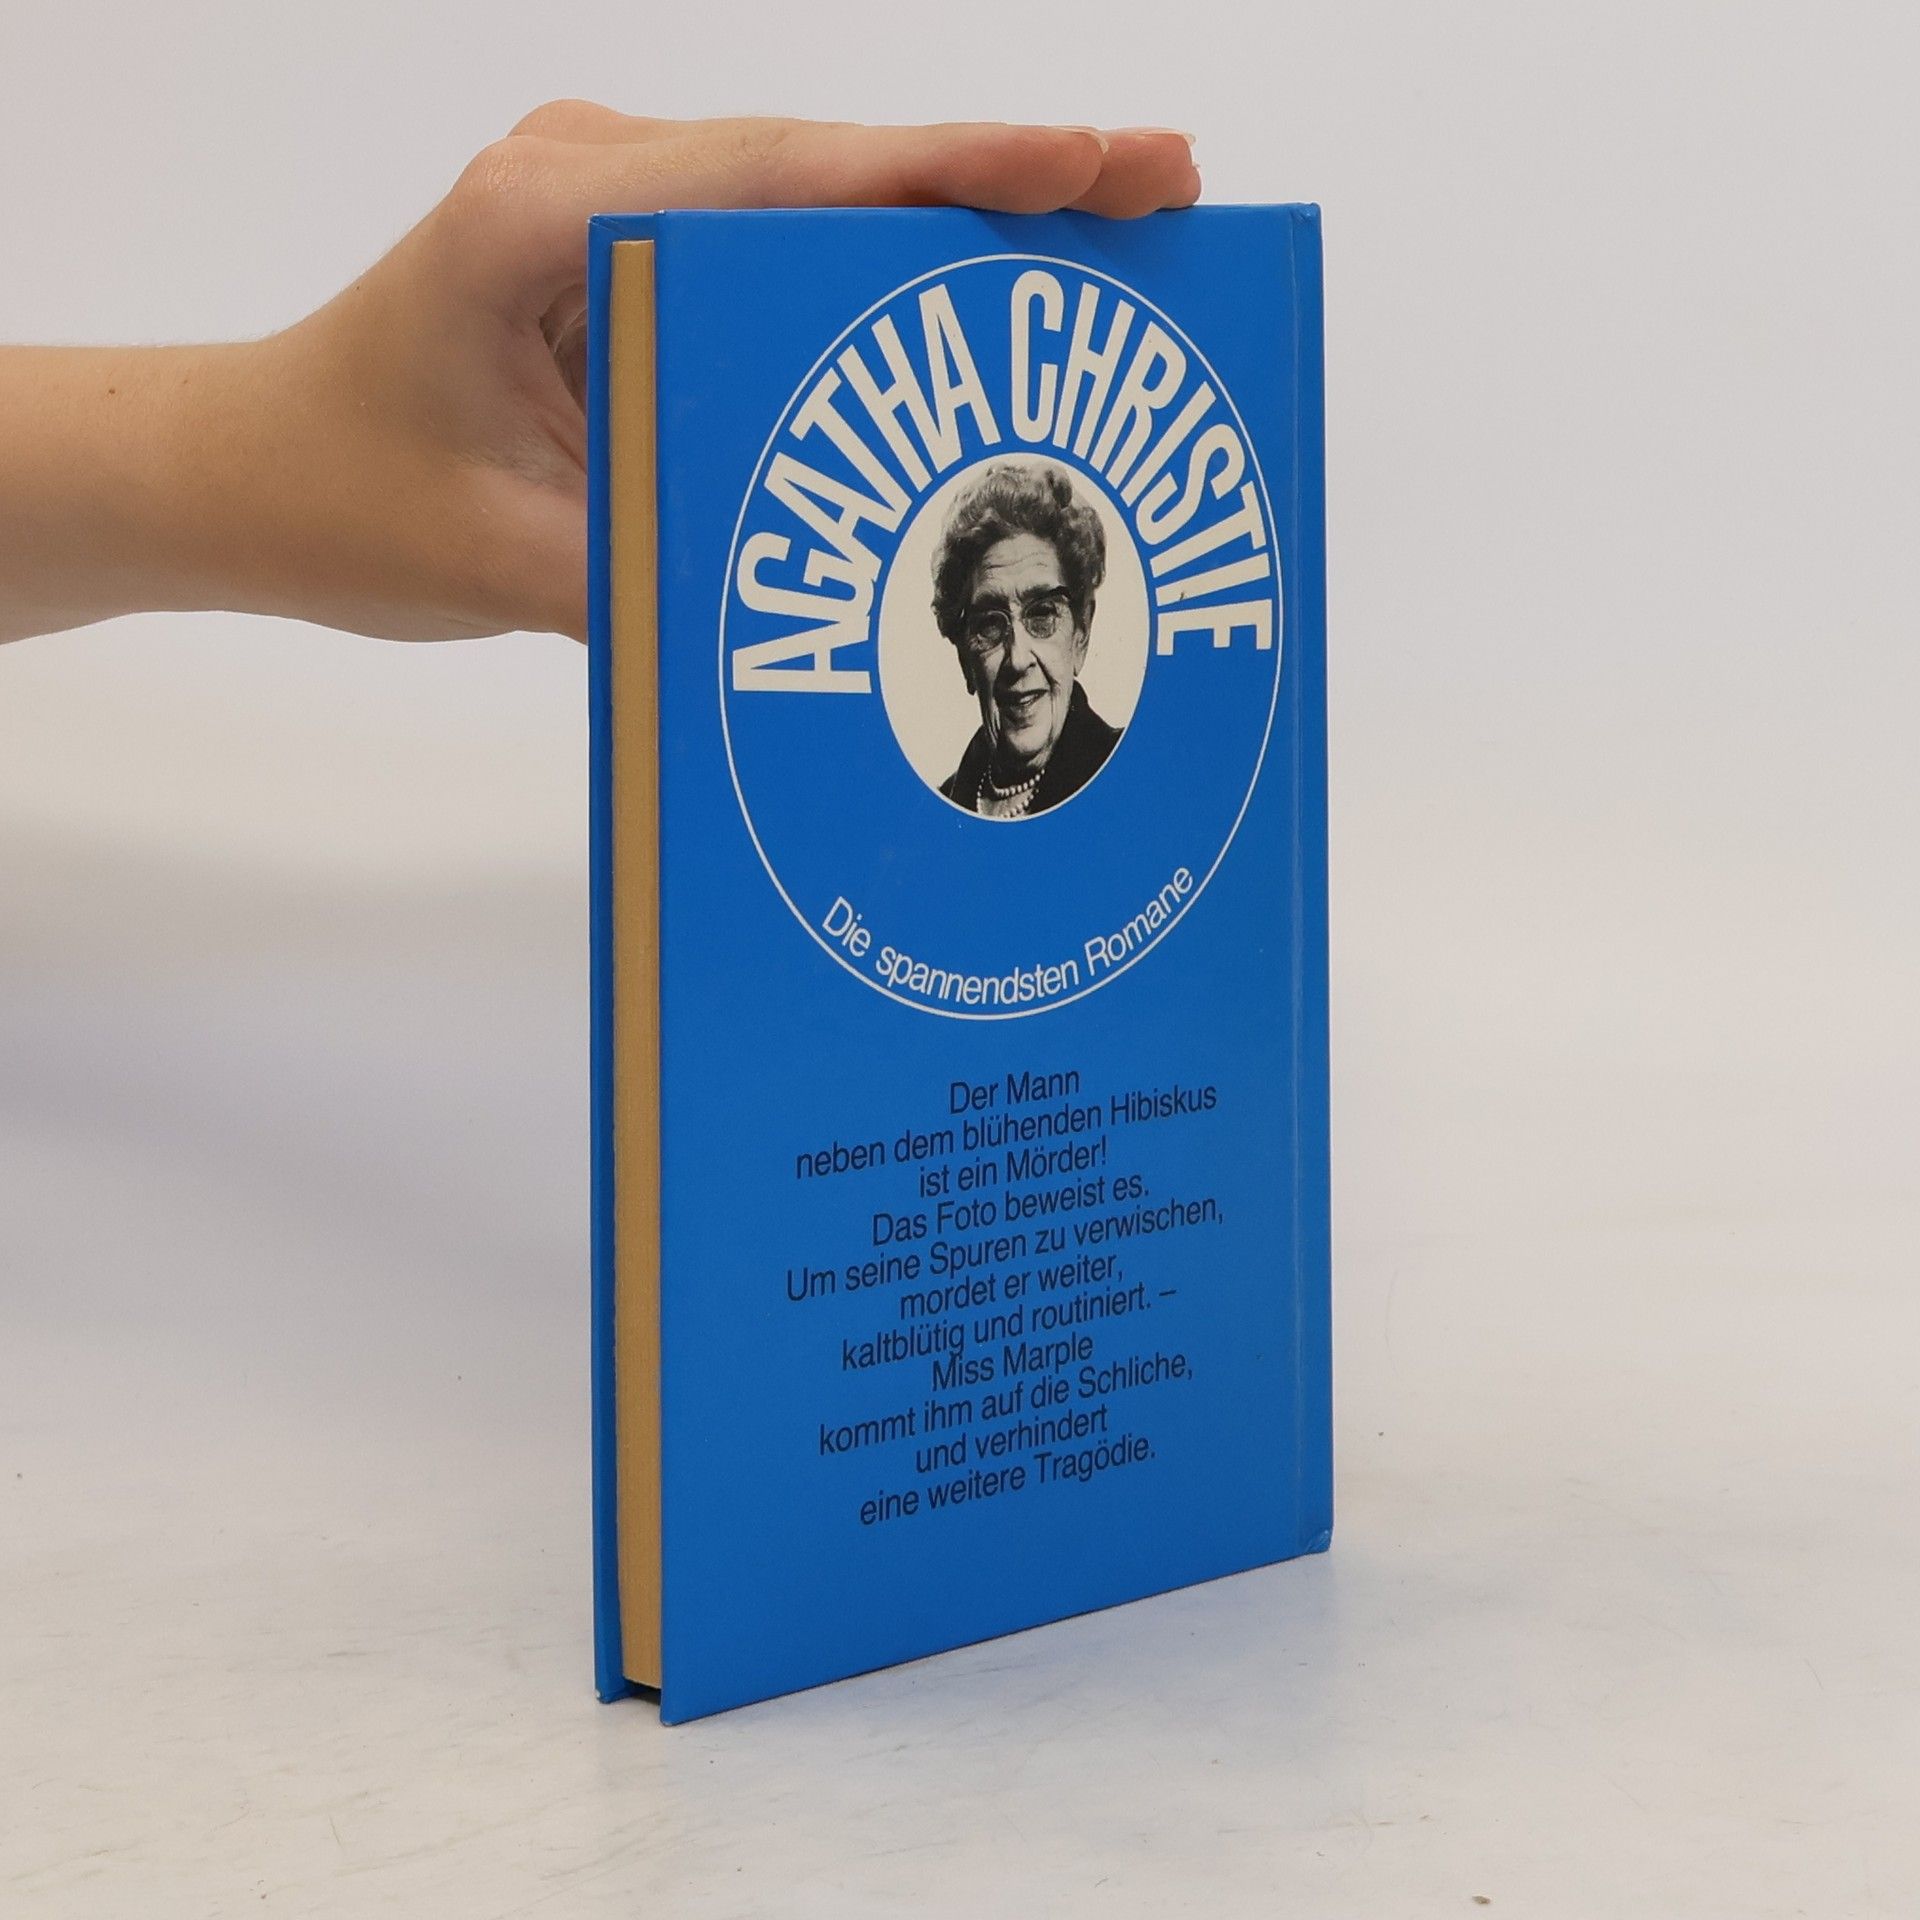 AGATHA CHRISTIE
Die spannendsten Romane
Der Mann
neben dem blühenden Hibiskus
ist ein Mörder!
Das Foto beweist es.
Um seine Spuren zu verwischen,
mordet er weiter,
kaltblütig und routiniert. –
Miss Marple
kommt ihm auf die Schliche,
und verhindert
eine weitere Tragödie.